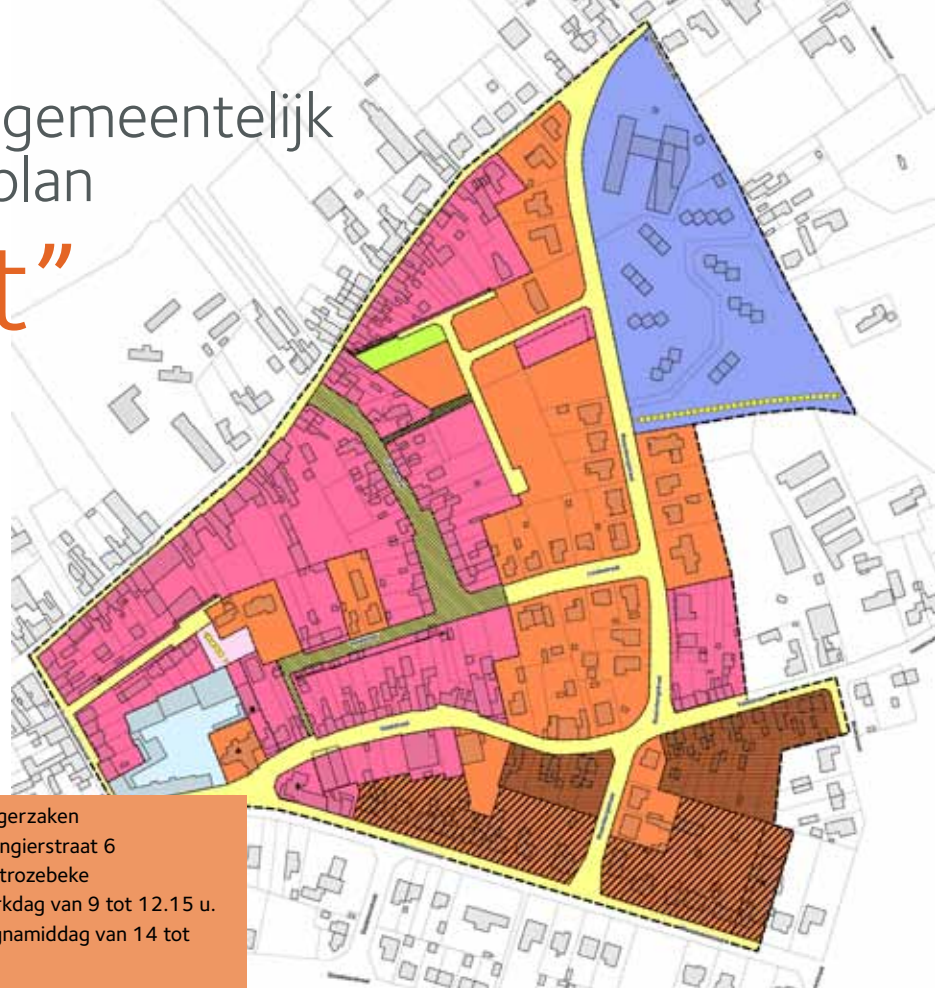 gemeentelijk
plan
t”
gerzaken
ngierstraat 6
trozebeke
rkdag van 9 tot 12.15 u.
gnamiddag van 14 tot